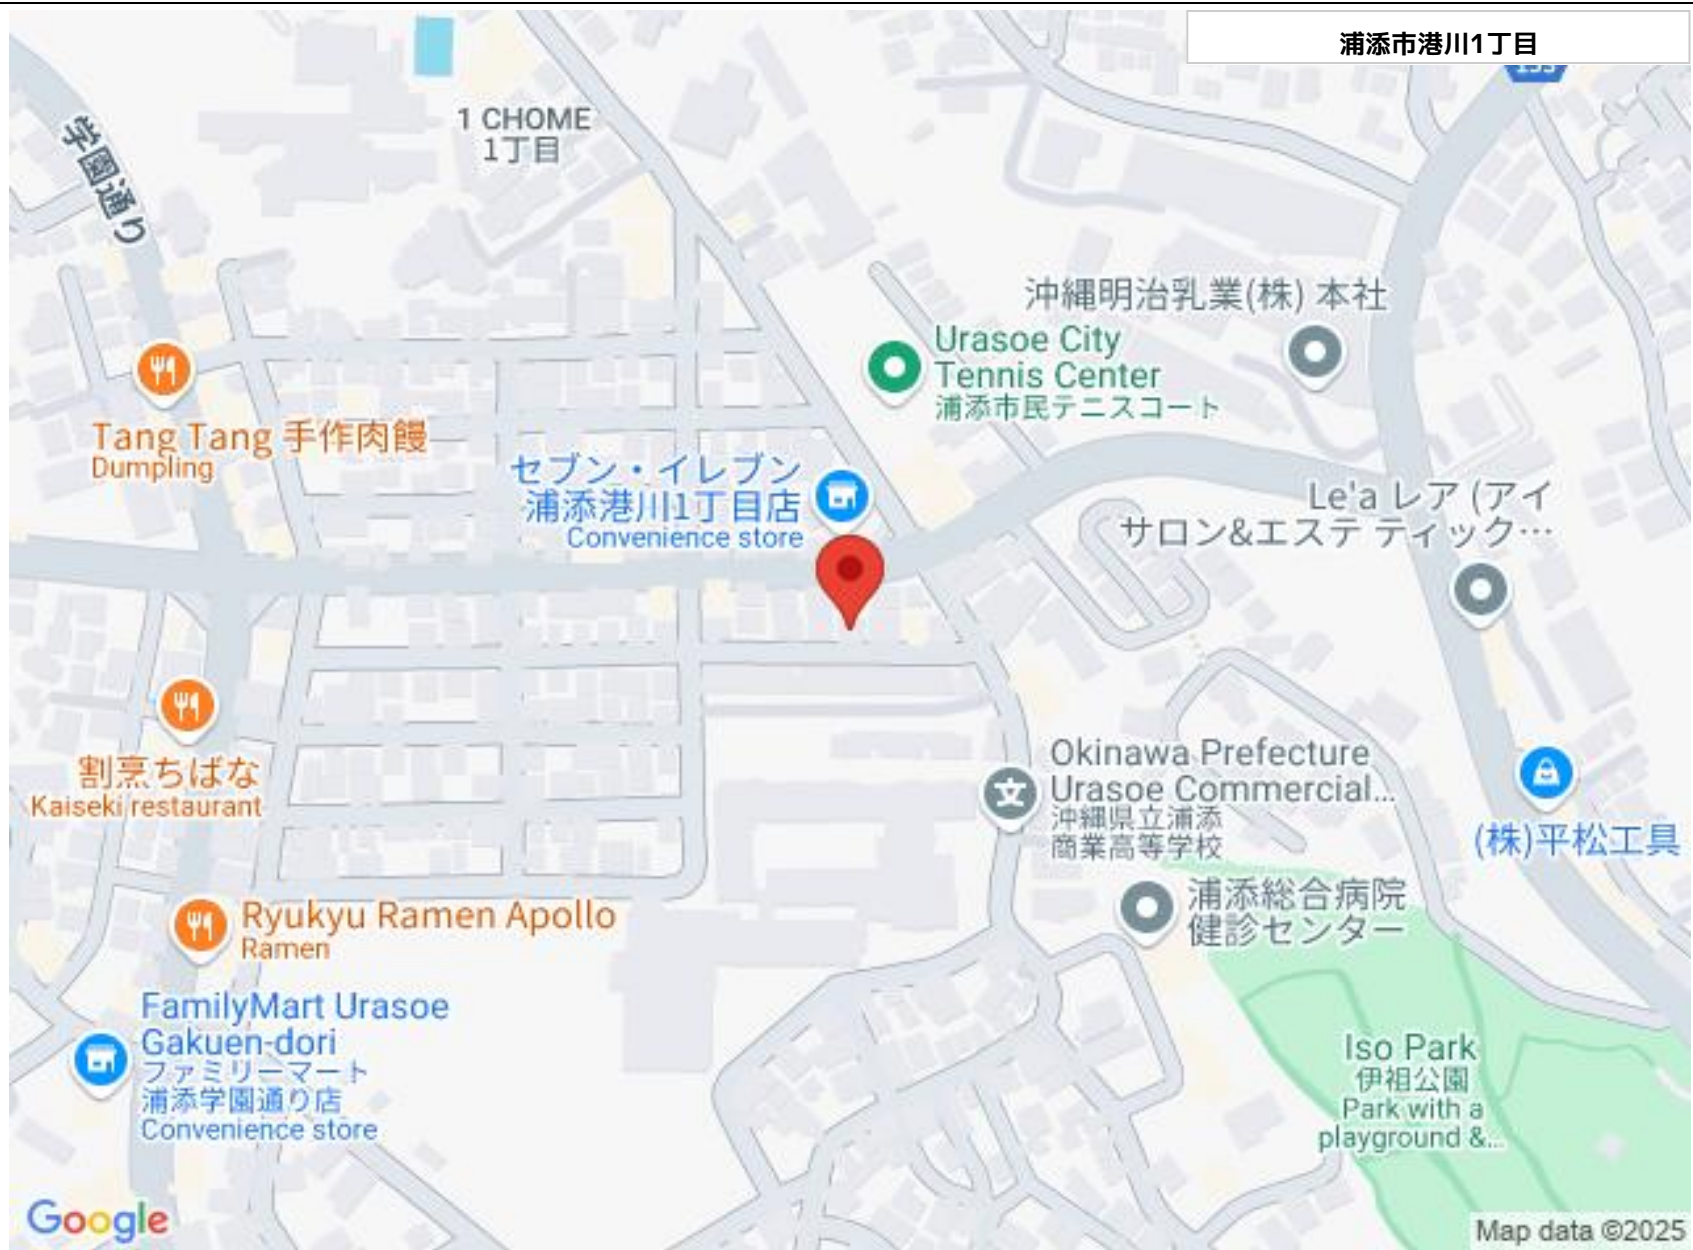 浦添市港川1丁目
153
1 CHOME
1丁目
学園通り
沖縄明治乳業(株) 本社
Urasoe City
Tennis Center
浦添市民テニスコート
Tang Tang 手作肉饅
Dumpling
セブン・イレブン
浦添港川1丁目店
Convenience store
Le'a レア (アイ
サロン&エステ ティック…
割烹ちばな
Kaiseki restaurant
Okinawa Prefecture
Urasoe Commercial...
沖縄県立浦添
商業高等学校
(株)平松工具
浦添総合病院
健診センター
Ryukyu Ramen Apollo
Ramen
FamilyMart Urasoe
Gakuen-dori
ファミリーマート
浦添学園通り店
Convenience store
Iso Park
伊祖公園
Park with a
playground &...
Google
Map data ©2025